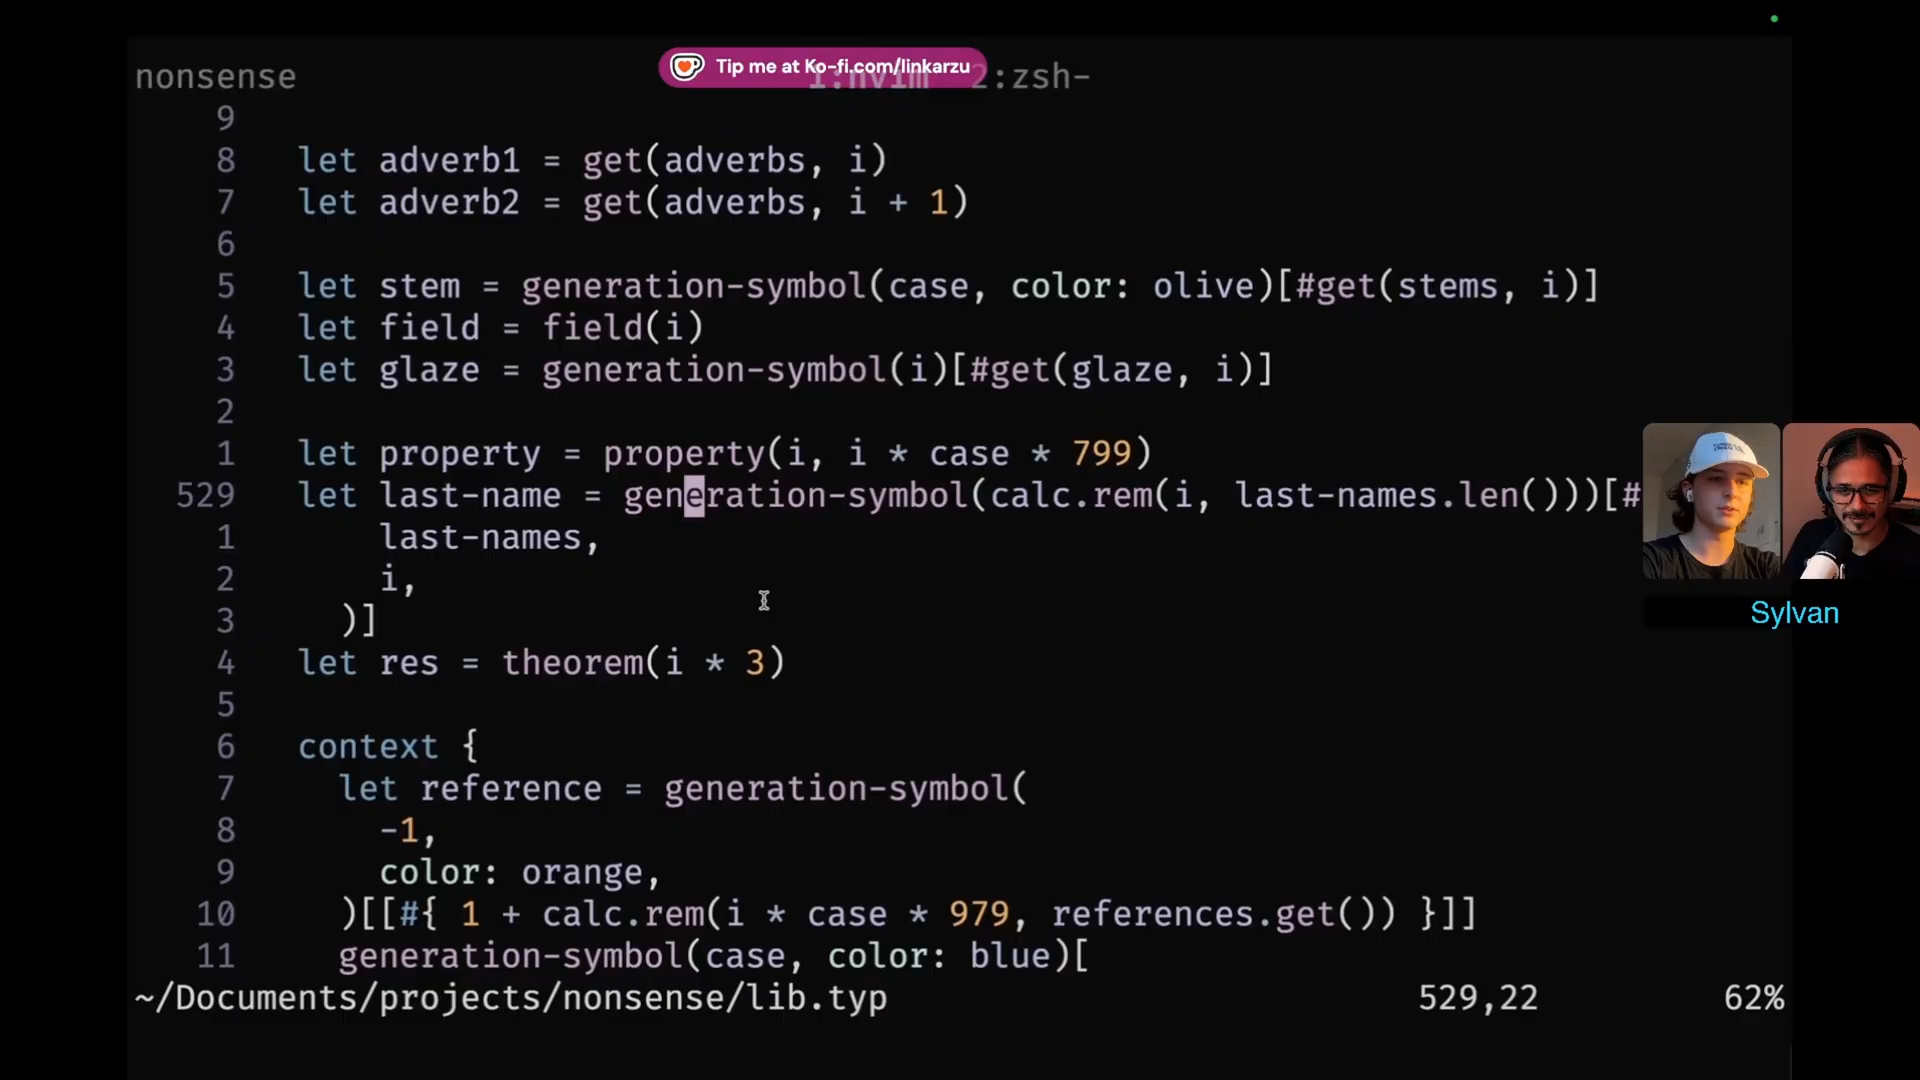 nonsense
Tip me at Ko-fi.com/linkarzu
1:nvim 2:zsh-
9
8 let adverb1 = get(adverbs, i)
7 let adverb2 = get(adverbs, i + 1)
6
5 let stem = generation-symbol(case, color: olive)[#get(stems, i)]
4 let field = field(i)
3 let glaze = generation-symbol(i)[#get(glaze, i)]
2
1 let property = property(i, i * case * 799)
529 let last-name = generation-symbol(calc.rem(i, last-names.len()))[#
1 last-names,
2 i,
3 )]
4 let res = theorem(i * 3)
5
6 context {
7 let reference = generation-symbol(
8 -1,
9 color: orange,
10 )[[#{ 1 + calc.rem(i * case * 979, references.get()) }]]
11 generation-symbol(case, color: blue)[
~/Documents/projects/nonsense/lib.typ 529,22 62%
Sylvan